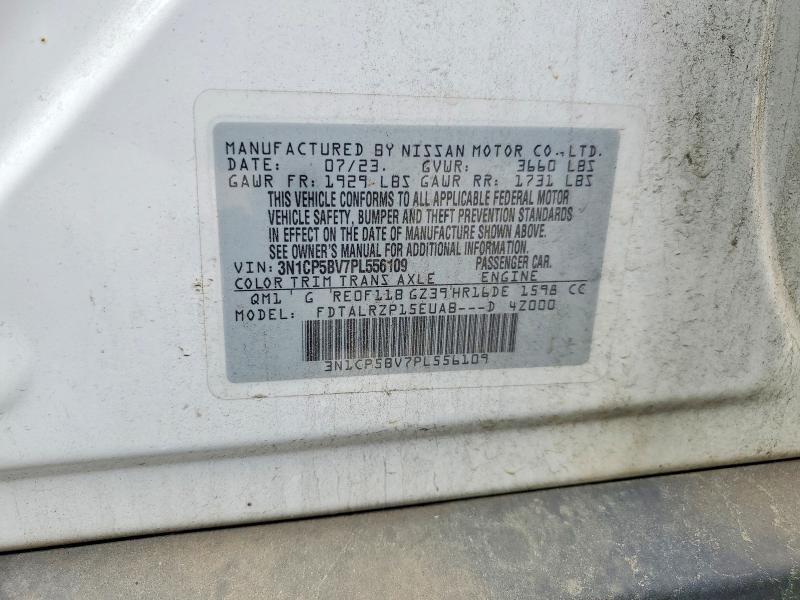 MANUFACTURED BY NISSAN MOTOR CO., LTD.
DATE: 07/23. GVWR: 3660 LBS
GAWR FR: 1929 LBS GAWR RR: 1731 LBS
THIS VEHICLE CONFORMS TO ALL APPLICABLE FEDERAL MOTOR
VEHICLE SAFETY, BUMPER AND THEFT PREVENTION STANDARDS
IN EFFECT ON THE DATE OF MANUFACTURE SHOWN ABOVE.
SEE OWNER'S MANUAL FOR ADDITIONAL INFORMATION.
VIN: 3N1CP5BV7PL556109 PASSENGER CAR.
COLOR TRIM TRANS AXLE ENGINE
QM1 G RE0F11B GZ39 HR16DE 1598 CC
MODEL: FDTALRZP15EUAB---D 4Z000
3N1CP5BV7PL556109